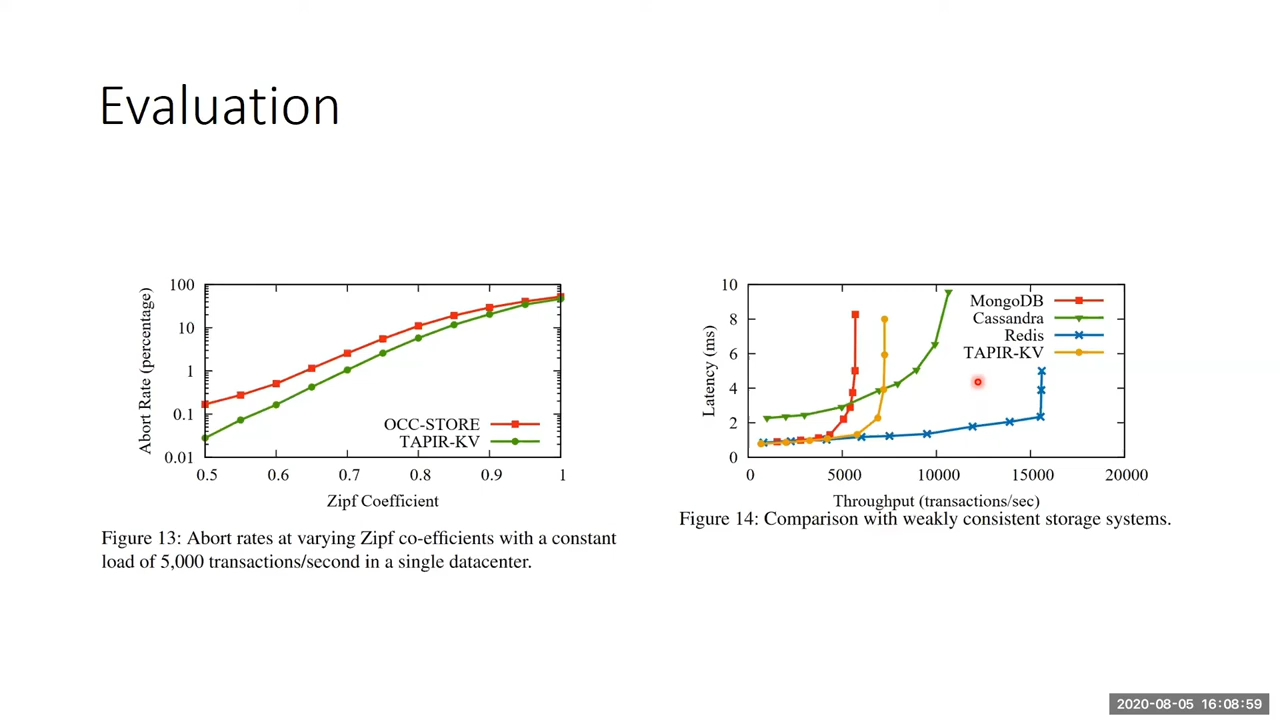 Evaluation
100
10
1
0.1
0.01
Abort Rate (percentage)
OCC-STORE
TAPIR-KV
0.5 0.6 0.7 0.8 0.9 1
Zipf Coefficient
Figure 13: Abort rates at varying Zipf co-efficients with a constant
load of 5,000 transactions/second in a single datacenter.
10
8
6
4
2
0
Latency (ms)
MongoDB
Cassandra
Redis
TAPIR-KV
0 5000 10000 15000 20000
Throughput (transactions/sec)
Figure 14: Comparison with weakly consistent storage systems.
2020-08-05 16:08:59